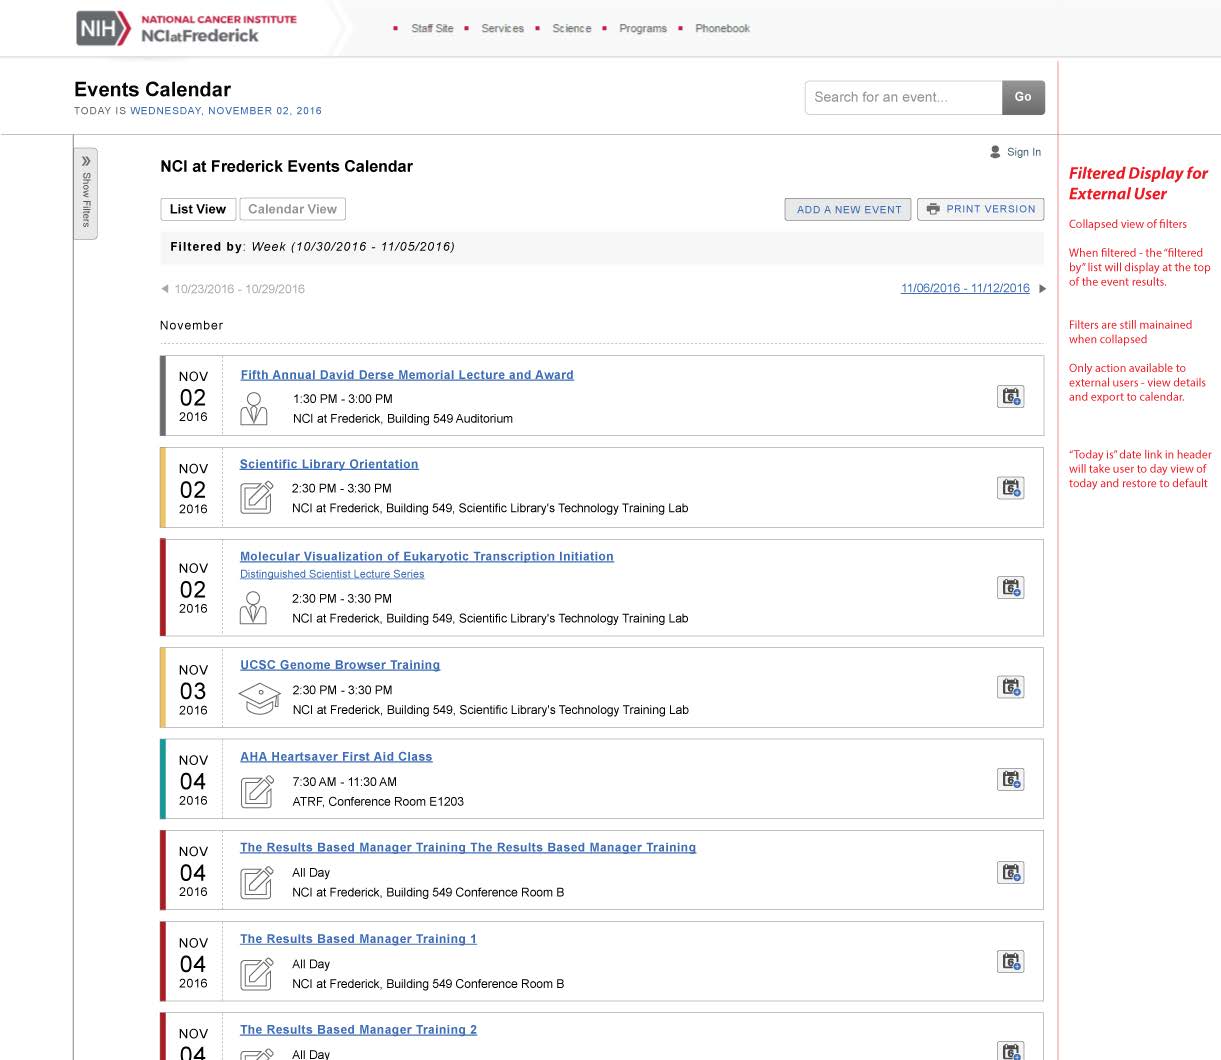 NIH NATIONAL CANCER INSTITUTE
NCIatFrederick
Staff Site Services Science Programs Phonebook
Events Calendar
TODAY IS WEDNESDAY, NOVEMBER 02, 2016
Search for an event... Go
Sign In
» Show Filters
NCI at Frederick Events Calendar
List View Calendar View
ADD A NEW EVENT PRINT VERSION
Filtered by: Week (10/30/2016 - 11/05/2016)
10/23/2016 - 10/29/2016
11/06/2016 - 11/12/2016
November
NOV
02
2016
Fifth Annual David Derse Memorial Lecture and Award
1:30 PM - 3:00 PM
NCI at Frederick, Building 549 Auditorium
6
NOV
02
2016
Scientific Library Orientation
2:30 PM - 3:30 PM
NCI at Frederick, Building 549, Scientific Library's Technology Training Lab
6
NOV
02
2016
Molecular Visualization of Eukaryotic Transcription Initiation
Distinguished Scientist Lecture Series
2:30 PM - 3:30 PM
NCI at Frederick, Building 549, Scientific Library's Technology Training Lab
6
NOV
03
2016
UCSC Genome Browser Training
2:30 PM - 3:30 PM
NCI at Frederick, Building 549, Scientific Library's Technology Training Lab
6
NOV
04
2016
AHA Heartsaver First Aid Class
7:30 AM - 11:30 AM
ATRF, Conference Room E1203
6
NOV
04
2016
The Results Based Manager Training The Results Based Manager Training
All Day
NCI at Frederick, Building 549 Conference Room B
6
NOV
04
2016
The Results Based Manager Training 1
All Day
NCI at Frederick, Building 549 Conference Room B
6
NOV
04
The Results Based Manager Training 2
All Day
6
Filtered Display for
External User
Collapsed view of filters
When filtered - the "filtered
by" list will display at the top
of the event results.
Filters are still mainained
when collapsed
Only action available to
external users - view details
and export to calendar.
"Today is" date link in header
will take user to day view of
today and restore to default